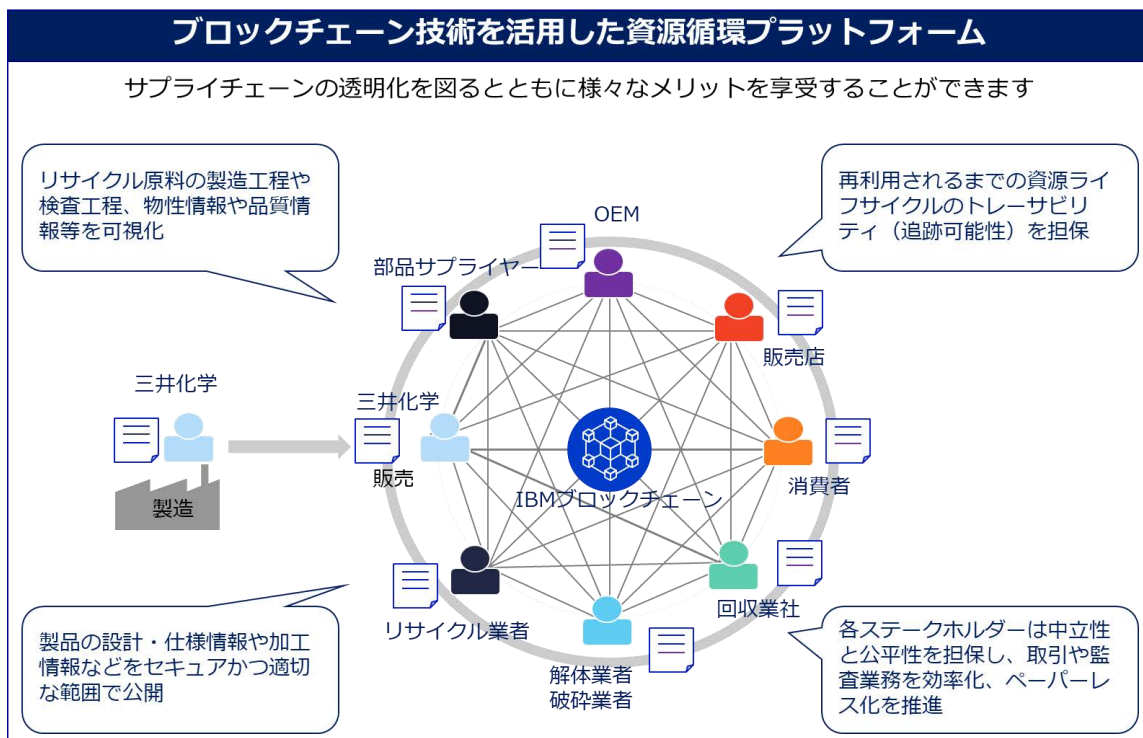 ブロックチェーン技術を活用した資源循環プラットフォーム
サプライチェーンの透明化を図るとともに様々なメリットを享受することができます
リサイクル原料の製造工程や
検査工程、物性情報や品質情
報等を可視化
再利用されるまでの資源ライ
フサイクルのトレーサビリ
ティ（追跡可能性）を担保
OEM
部品サプライヤー
販売店
三井化学
三井化学
販売
製造
IBMブロックチェーン
消費者
回収業社
リサイクル業者
解体業者
破砕業者
製品の設計・仕様情報や加工
情報などをセキュアかつ適切
な範囲で公開
各ステークホルダーは中立性
と公平性を担保し、取引や監
査業務を効率化、ペーパーレ
ス化を推進